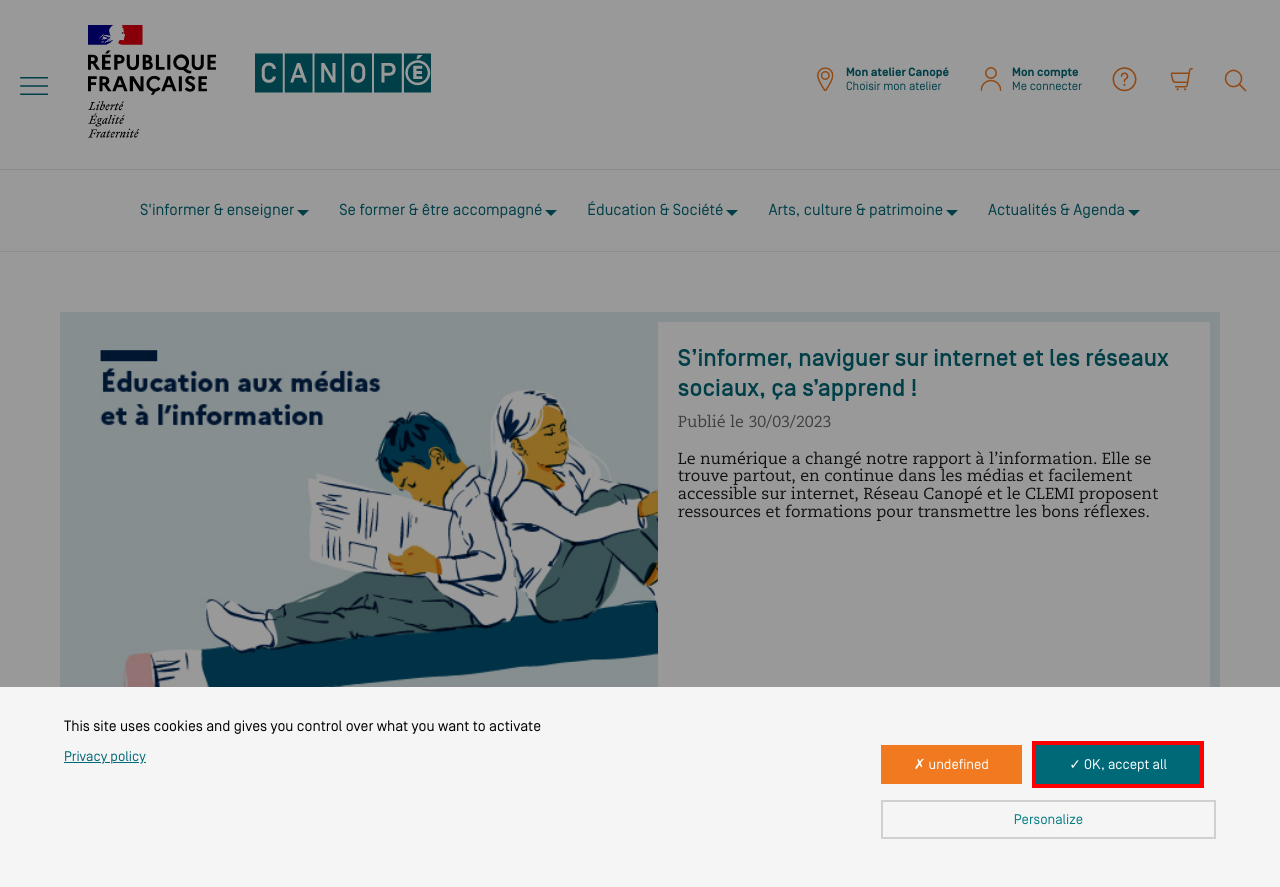 RÉPUBLIQUE
FRANÇAISE
Liberté
Égalité
Fraternité
CANOPÉ
Mon atelier Canopé
Choisir mon atelier
Mon compte
Me connecter
S'informer & enseigner
Se former & être accompagné
Éducation & Société
Arts, culture & patrimoine
Actualités & Agenda
Éducation aux médias
et à l’information
S’informer, naviguer sur internet et les réseaux
sociaux, ça s’apprend !
Publié le 30/03/2023
Le numérique a changé notre rapport à l’information. Elle se
trouve partout, en continue dans les médias et facilement
accessible sur internet, Réseau Canopé et le CLEMI proposent
ressources et formations pour transmettre les bons réflexes.
This site uses cookies and gives you control over what you want to activate
Privacy policy
✗ undefined
✓ OK, accept all
Personalize